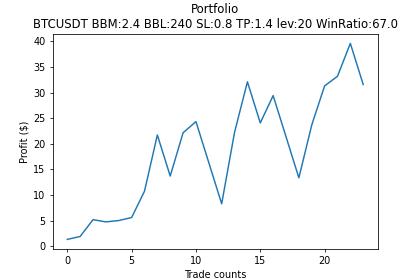 Portfolio
BTCUSDT BBM:2.4 BBL:240 SL:0.8 TP:1.4 lev:20 WinRatio:67.0
40
35
30
25
20
15
10
5
0
Profit ($)
0 5 10 15 20
Trade counts